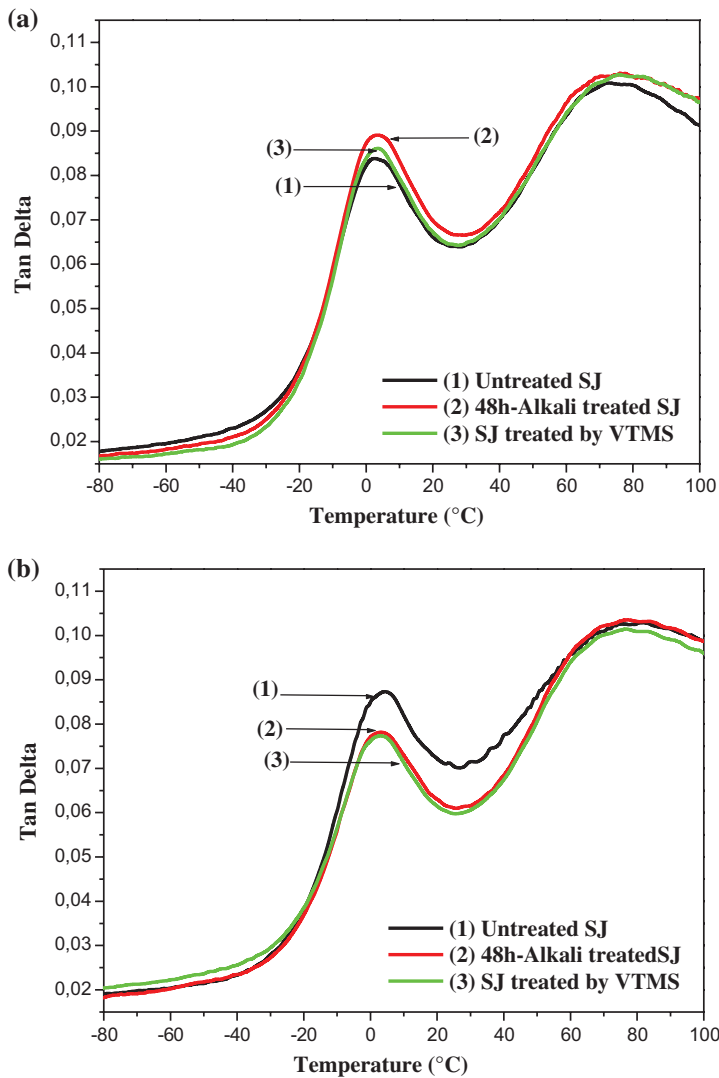 (a)
0,11
0,10
0,09
0,08
0,07
0,06
0,05
0,04
0,03
0,02
Tan Delta
(2)
(3)
(1)
(1) Untreated SJ
(2) 48h-Alkali treated SJ
(3) SJ treated by VTMS
-80 -60 -40 -20 0 20 40 60 80 100
Temperature (°C)
(b)
0,11
0,10
0,09
0,08
0,07
0,06
0,05
0,04
0,03
0,02
Tan Delta
(1)
(2)
(3)
(1) Untreated SJ
(2) 48h-Alkali treatedSJ
(3) SJ treated by VTMS
-80 -60 -40 -20 0 20 40 60 80 100
Temperature (°C)